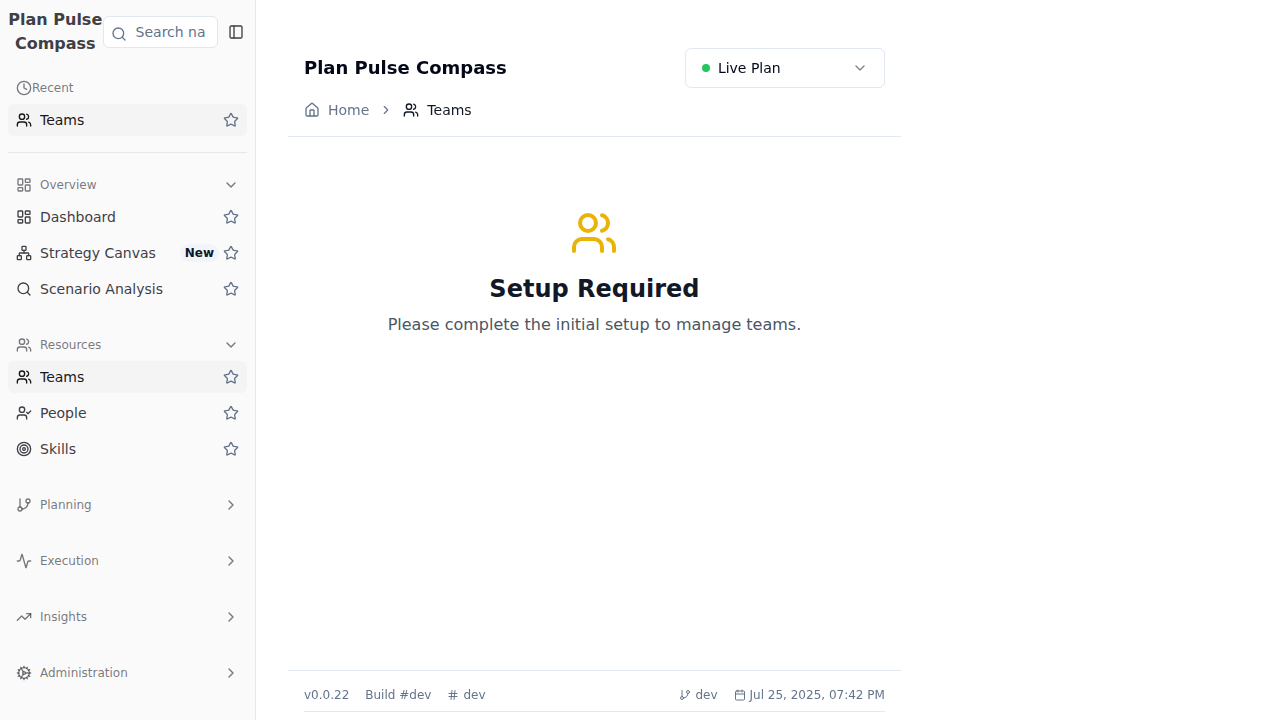 Plan Pulse
Compass
Search na
Recent
Teams
Overview
Dashboard
Strategy Canvas New
Scenario Analysis
Resources
Teams
People
Skills
Planning
Execution
Insights
Administration
Plan Pulse Compass
Live Plan
Home Teams
Setup Required
Please complete the initial setup to manage teams.
v0.0.22 Build #dev # dev dev Jul 25, 2025, 07:42 PM